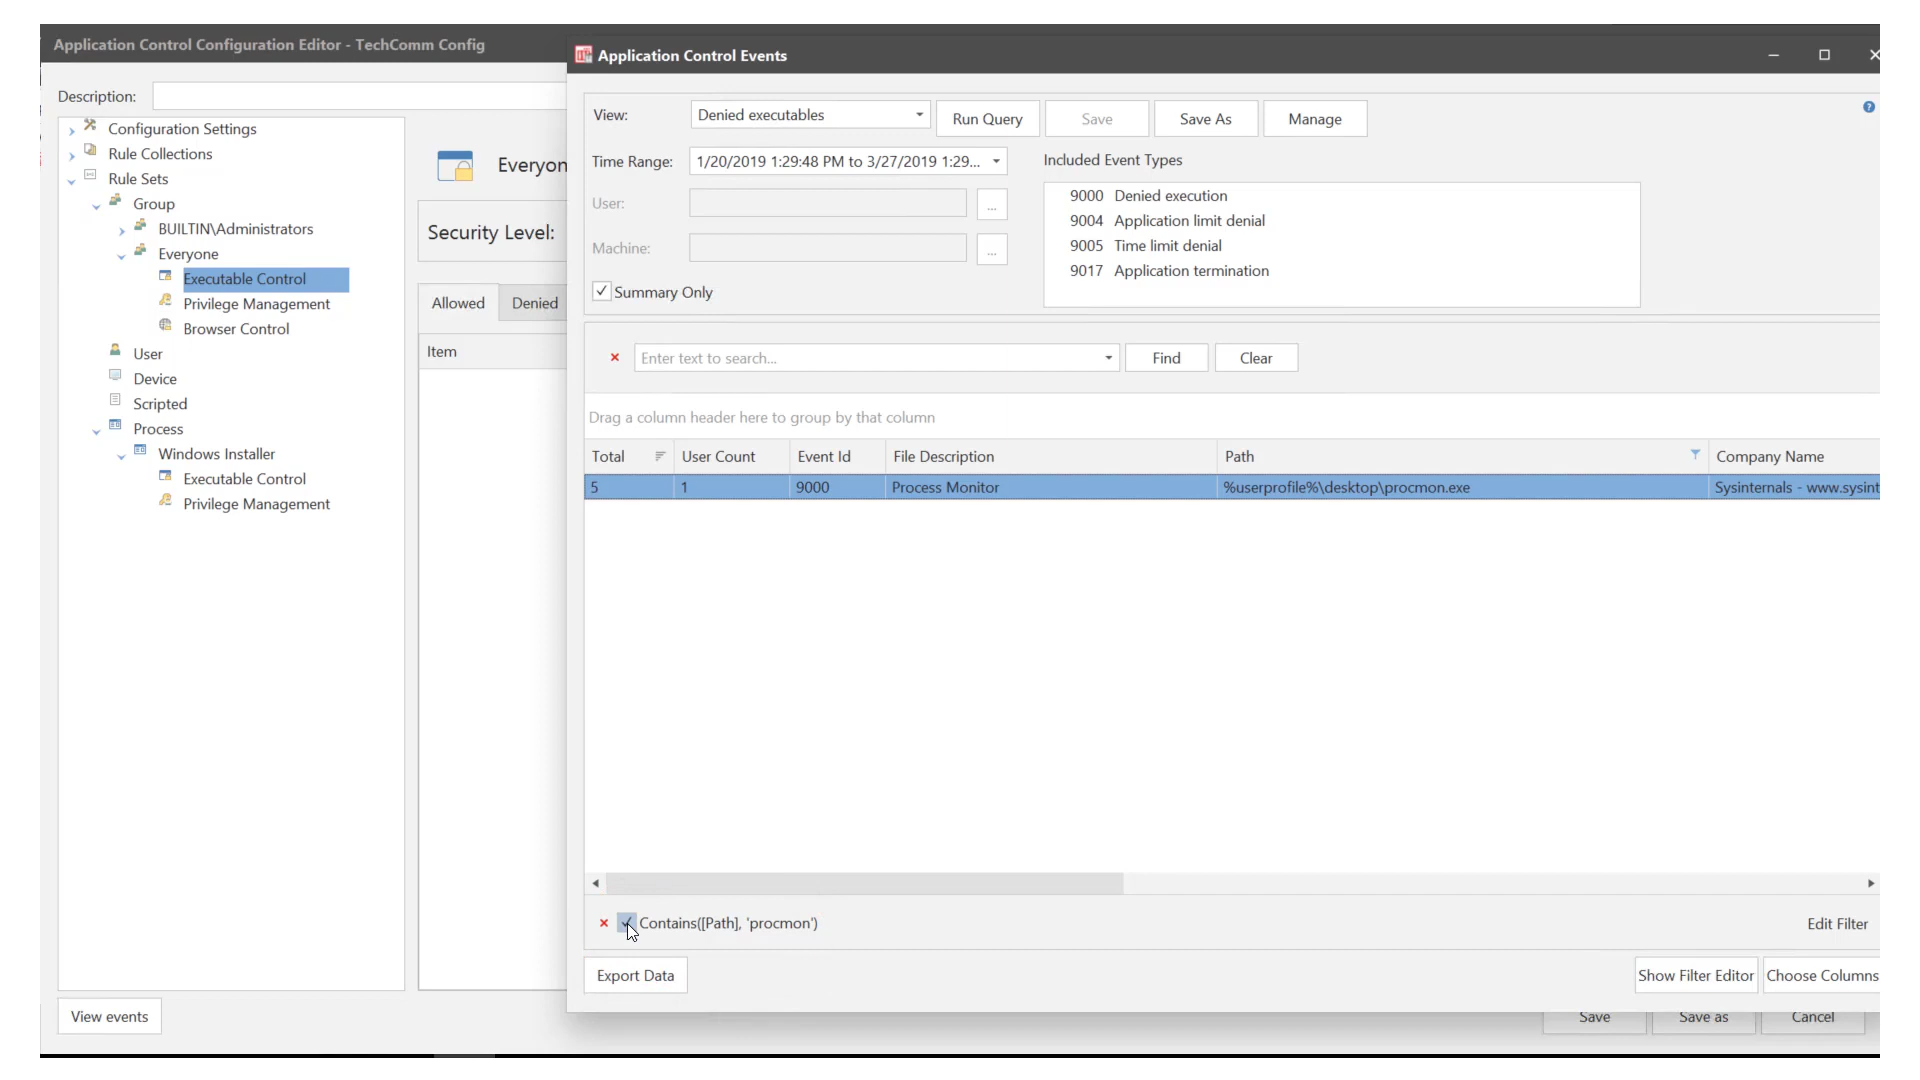 Application Control Configuration Editor - TechComm Config
Description:
Configuration Settings
Rule Collections
Rule Sets
Group
BUILTIN\Administrators
Everyone
Executable Control
Privilege Management
Browser Control
User
Device
Scripted
Process
Windows Installer
Executable Control
Privilege Management
View events
Everyon
Security Level:
Allowed Denied
Item
Application Control Events
View: Denied executables Run Query Save Save As Manage
Time Range: 1/20/2019 1:29:48 PM to 3/27/2019 1:29... Included Event Types
User: ...
Machine: ...
Summary Only
9000 Denied execution
9004 Application limit denial
9005 Time limit denial
9017 Application termination
Enter text to search... Find Clear
Drag a column header here to group by that column
Total User Count Event Id File Description Path Company Name
5 1 9000 Process Monitor %userprofile%\desktop\procmon.exe Sysinternals - www.sysint
Contains([Path], 'procmon') Edit Filter
Export Data Show Filter Editor Choose Columns
Save Save as Cancel